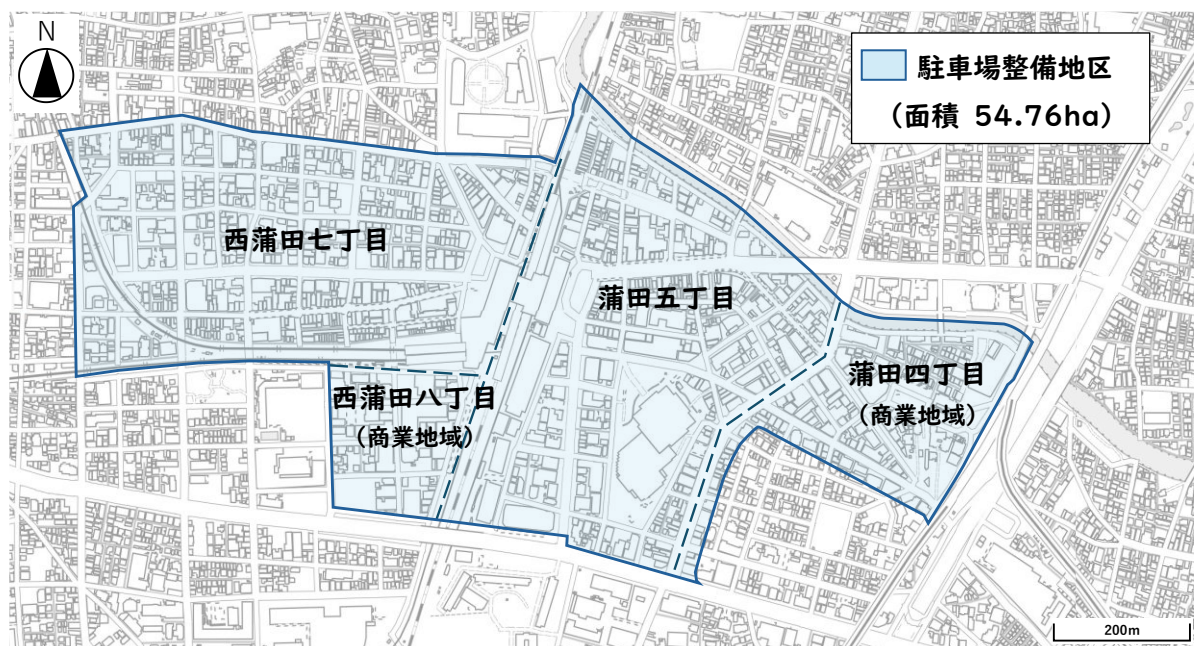 N
駐車場整備地区
(面積 54.76ha)
西蒲田七丁目
蒲田五丁目
西蒲田八丁目
(商業地域)
蒲田四丁目
(商業地域)
200m